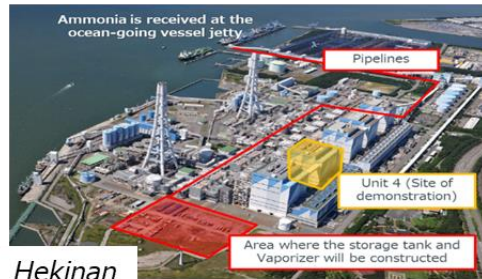 Ammonia is received at the
ocean-going vessel jetty
Pipelines
Unit 4 (Site of
demonstration)
Area where the storage tank and
Vaporizer will be constructed
Hekinan